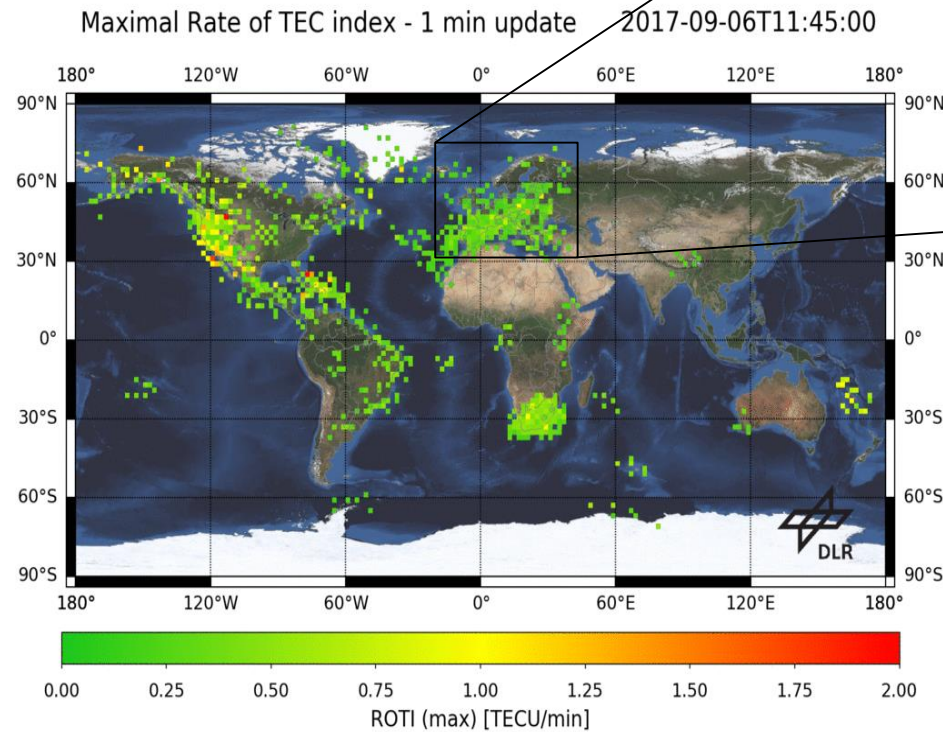 Maximal Rate of TEC index - 1 min update 2017-09-06T11:45:00
180° 120°W 60°W 0° 60°E 120°E 180°
90°N 90°N
60°N 60°N
30°N 30°N
0° 0°
30°S 30°S
60°S 60°S
DLR
90°S 90°S
180° 120°W 60°W 0° 60°E 120°E 180°
0.00 0.25 0.50 0.75 1.00 1.25 1.50 1.75 2.00
ROTI (max) [TECU/min]